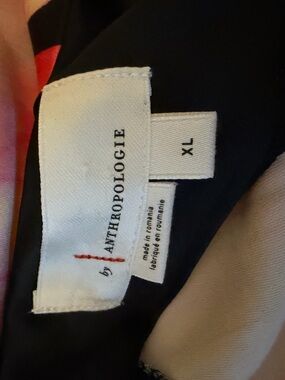 by ANTHROPOLOGIE
XL
made in romania
fabriqué en roumanie